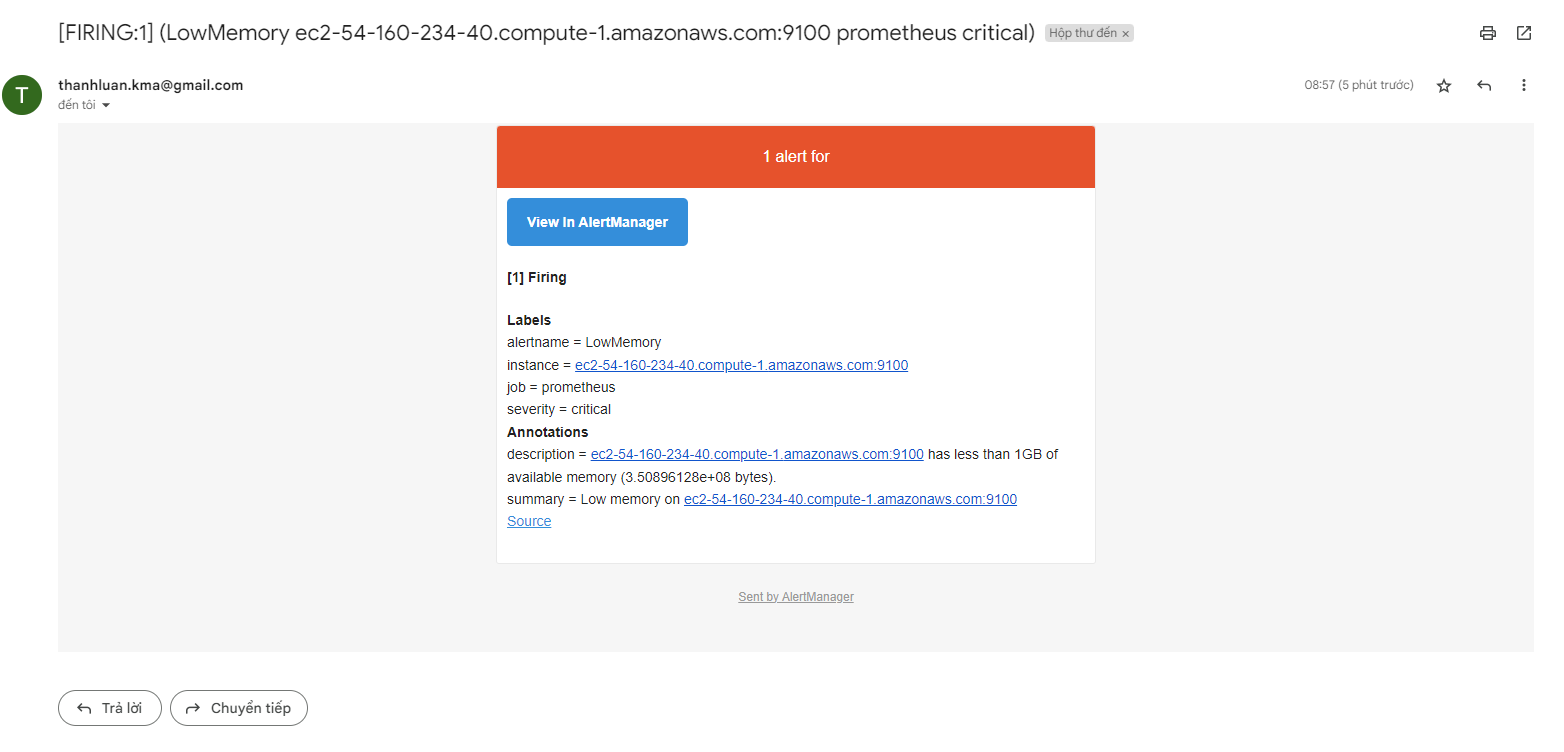 [FIRING:1] (LowMemory ec2-54-160-234-40.compute-1.amazonaws.com:9100 prometheus critical) Hộp thư đến ×
T
thanhluan.kma@gmail.com 08:57 (5 phút trước)
đến tôi
1 alert for
View In AlertManager
[1] Firing
Labels
alertname = LowMemory
instance = ec2-54-160-234-40.compute-1.amazonaws.com:9100
job = prometheus
severity = critical
Annotations
description = ec2-54-160-234-40.compute-1.amazonaws.com:9100 has less than 1GB of
available memory (3.50896128e+08 bytes).
summary = Low memory on ec2-54-160-234-40.compute-1.amazonaws.com:9100
Source
Sent by AlertManager
Trả lời Chuyển tiếp